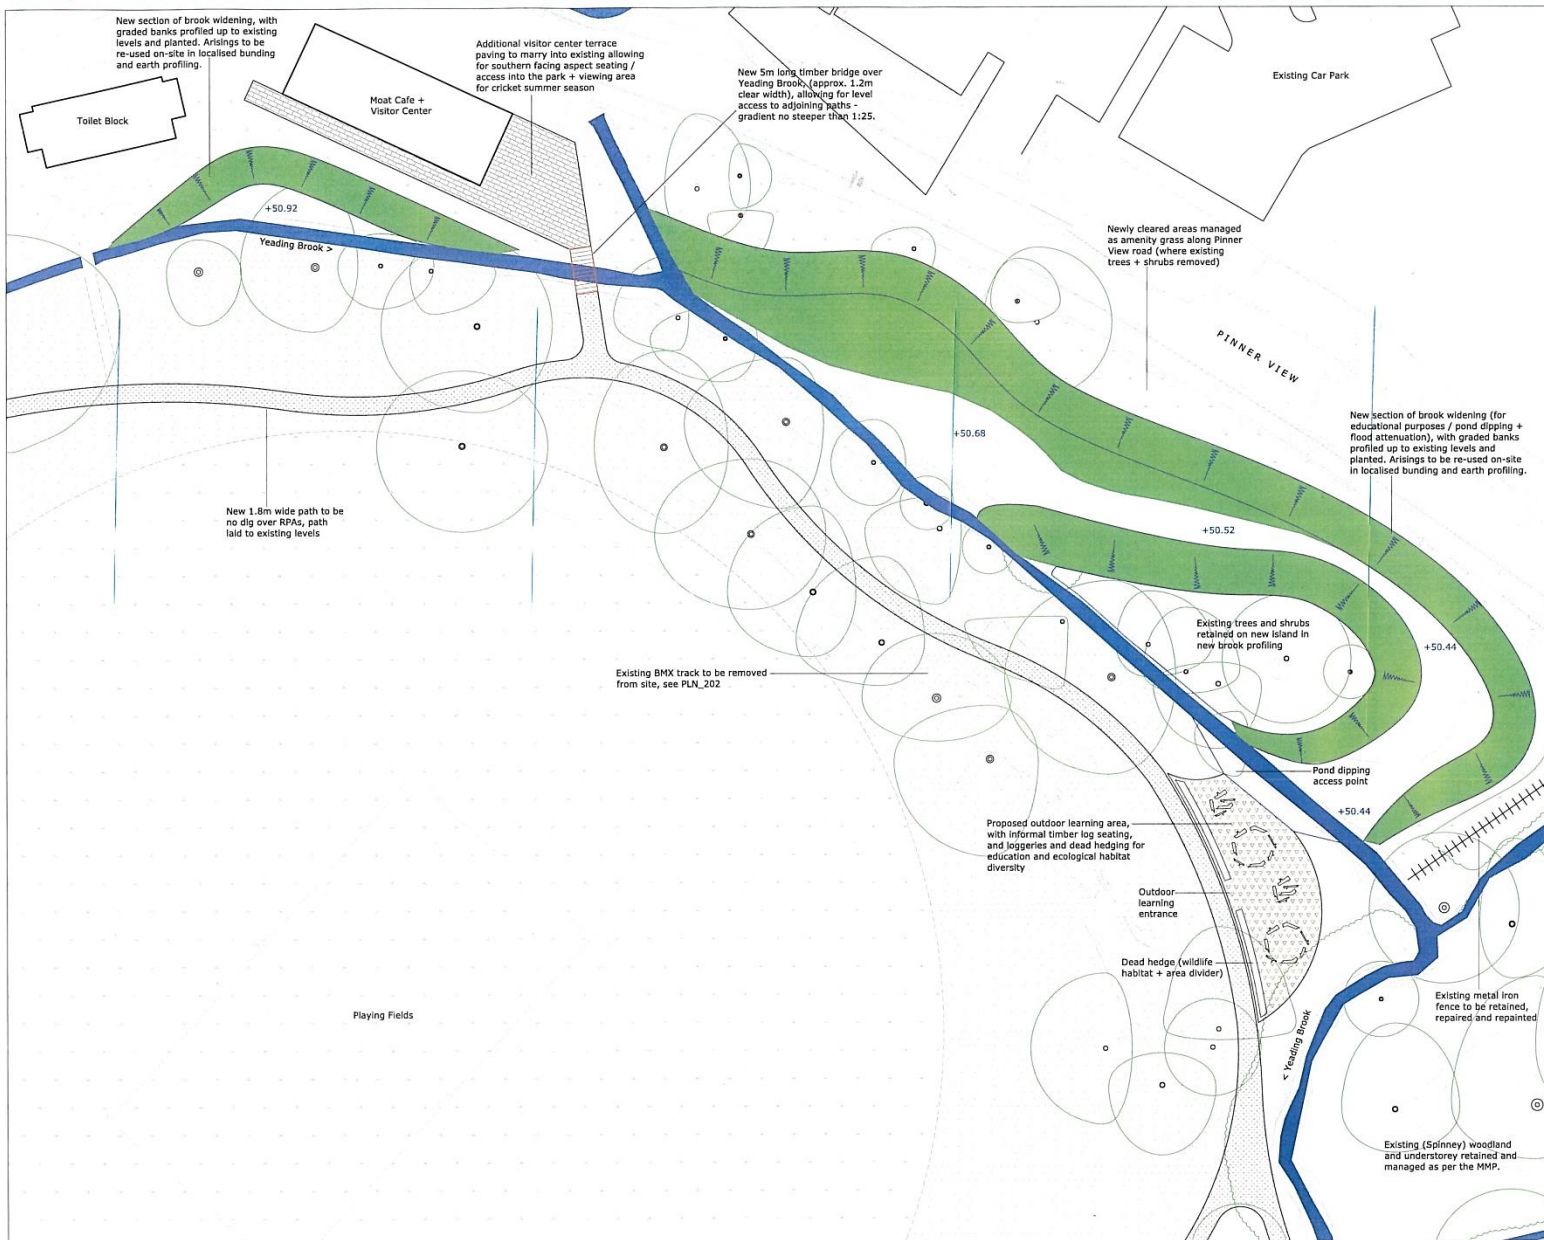 New section of brook widening, with
graded banks profiled up to existing
levels and planted. Arisings to be
re-used on-site in localised bunding
and earth profiling.
Additional visitor center terrace
paving to marry into existing allowing
for southern facing aspect seating /
access into the park + viewing area
for cricket summer season
New 5m long timber bridge over
Yeading Brook, (approx. 1.2m
clear width), allowing for level
access to adjoining paths -
gradient no steeper than 1:25.
Existing Car Park
Toilet Block
Moat Cafe +
Visitor Center
+50.92
Yeading Brook >
Newly cleared areas managed
as amenity grass along Pinner
View road (where existing
trees + shrubs removed)
PINNER VIEW
New section of brook widening (for
educational purposes / pond dipping +
flood attenuation), with graded banks
profiled up to existing levels and
planted. Arisings to be re-used on-site
in localised bunding and earth profiling.
+50.68
+50.52
New 1.8m wide path to be
no dig over RPAs, path
laid to existing levels
Existing trees and shrubs
retained on new island in
new brook profiling
+50.44
Existing BMX track to be removed
from site, see PLN_202
Pond dipping
access point
+50.44
Proposed outdoor learning area,
with informal timber log seating,
and loggeries and dead hedging for
education and ecological habitat
diversity
Outdoor
learning
entrance
Dead hedge (wildlife
habitat + area divider)
Existing metal iron
fence to be retained,
repaired and repainted
Playing Fields
< Yeading Brook
Existing (Spinney) woodland
and understorey retained and
managed as per the MMP.